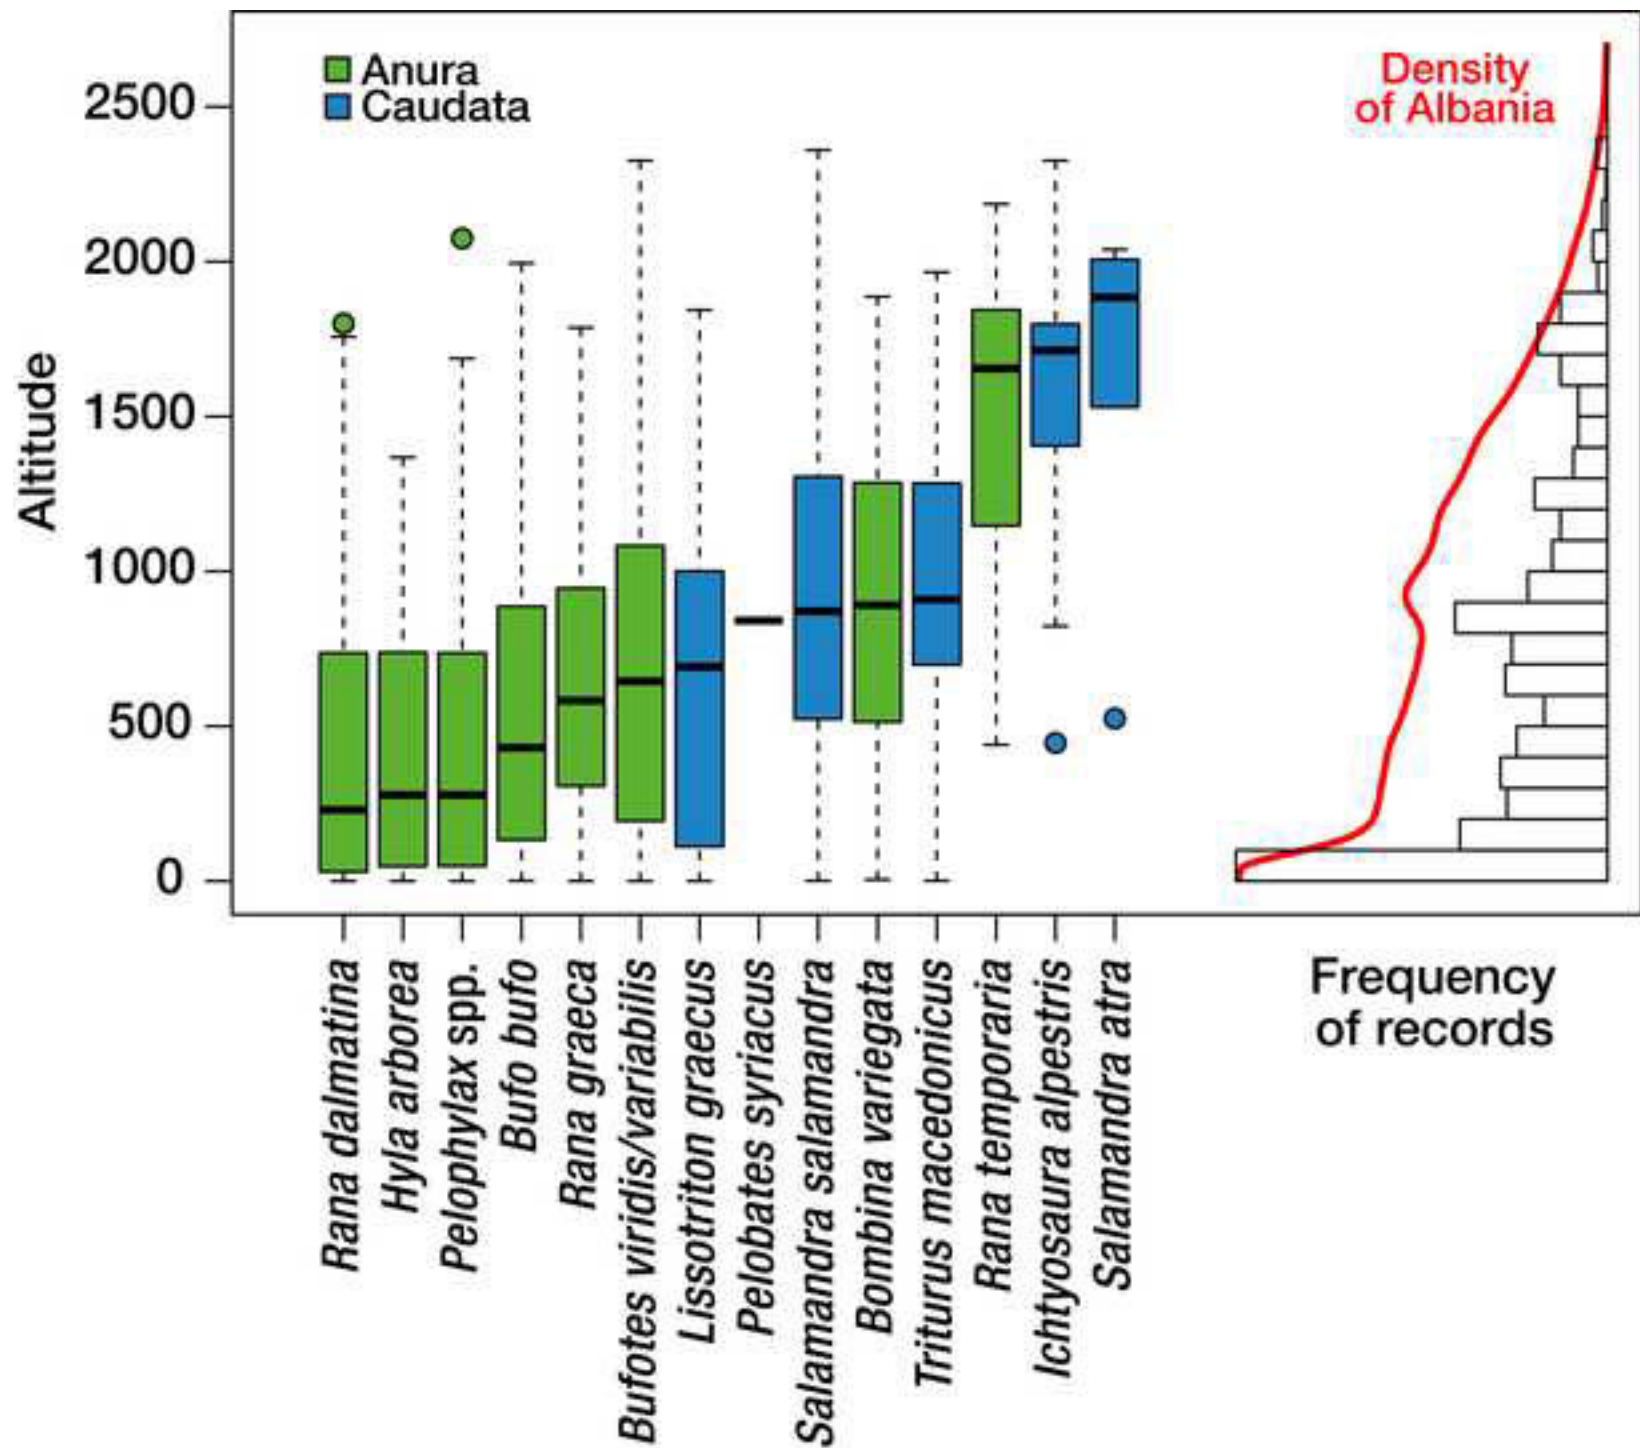 Anura
Caudata
Density
of Albania
2500
2000
1500
1000
500
0
Altitude
Rana dalmatina
Hyla arborea
Pelophylax spp.
Bufo bufo
Rana graeca
Bufotes viridis/variabilis
Lissotriton graecus
Pelobates syriacus
Salamandra salamandra
Bombina variegata
Triturus macedonicus
Rana temporaria
Ichtyosaura alpestris
Salamandra atra
Frequency
of records